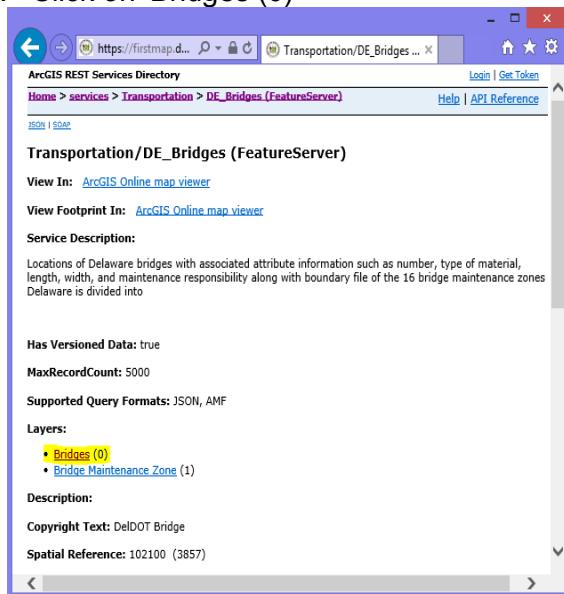 Click on "Bridges (0)"
https://firstmap.d...
Transportation/DE_Bridges ... ×
ArcGIS REST Services Directory
Login | Get Token
Home > services > Transportation > DE_Bridges (FeatureServer)
Help | API Reference
JSON | SOAP
Transportation/DE_Bridges (FeatureServer)
View In: ArcGIS Online map viewer
View Footprint In: ArcGIS Online map viewer
Service Description:
Locations of Delaware bridges with associated attribute information such as number, type of material,
length, width, and maintenance responsibility along with boundary file of the 16 bridge maintenance zones
Delaware is divided into
Has Versioned Data: true
MaxRecordCount: 5000
Supported Query Formats: JSON, AMF
Layers:
• Bridges (0)
• Bridge Maintenance Zone (1)
Description:
Copyright Text: DelDOT Bridge
Spatial Reference: 102100 (3857)